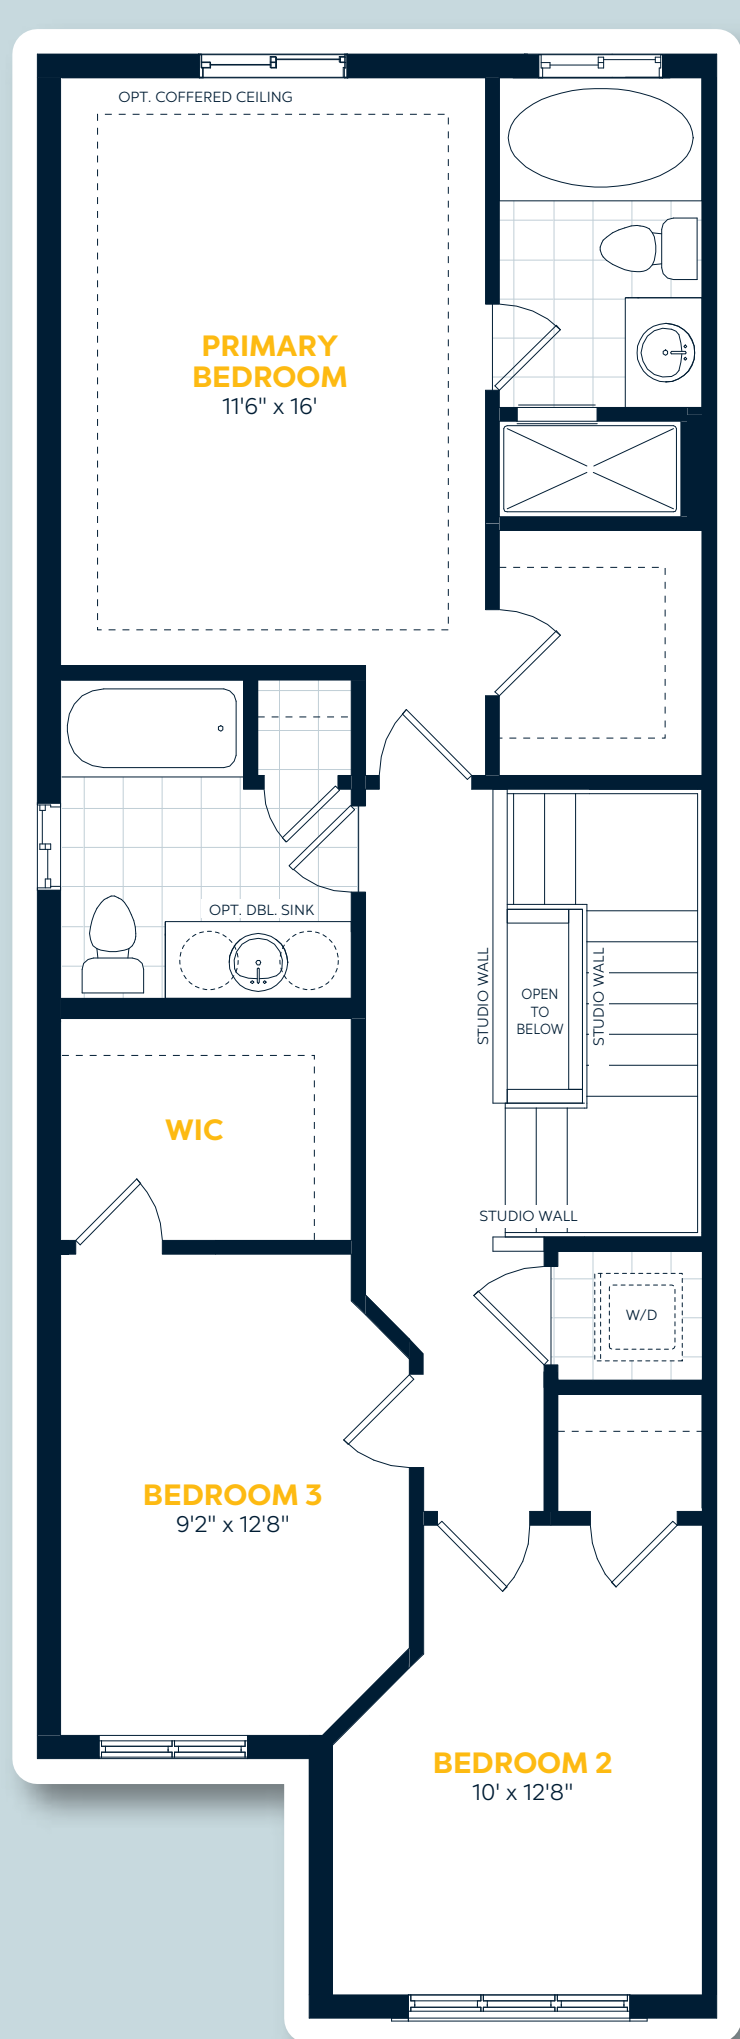 OPT. COFFERED CEILING
PRIMARY
BEDROOM
11'6" x 16'
OPT. DBL. SINK
STUDIO WALL
OPEN
TO
BELOW
STUDIO WALL
WIC
STUDIO WALL
W/D
BEDROOM 3
9'2" x 12'8"
BEDROOM 2
10' x 12'8"